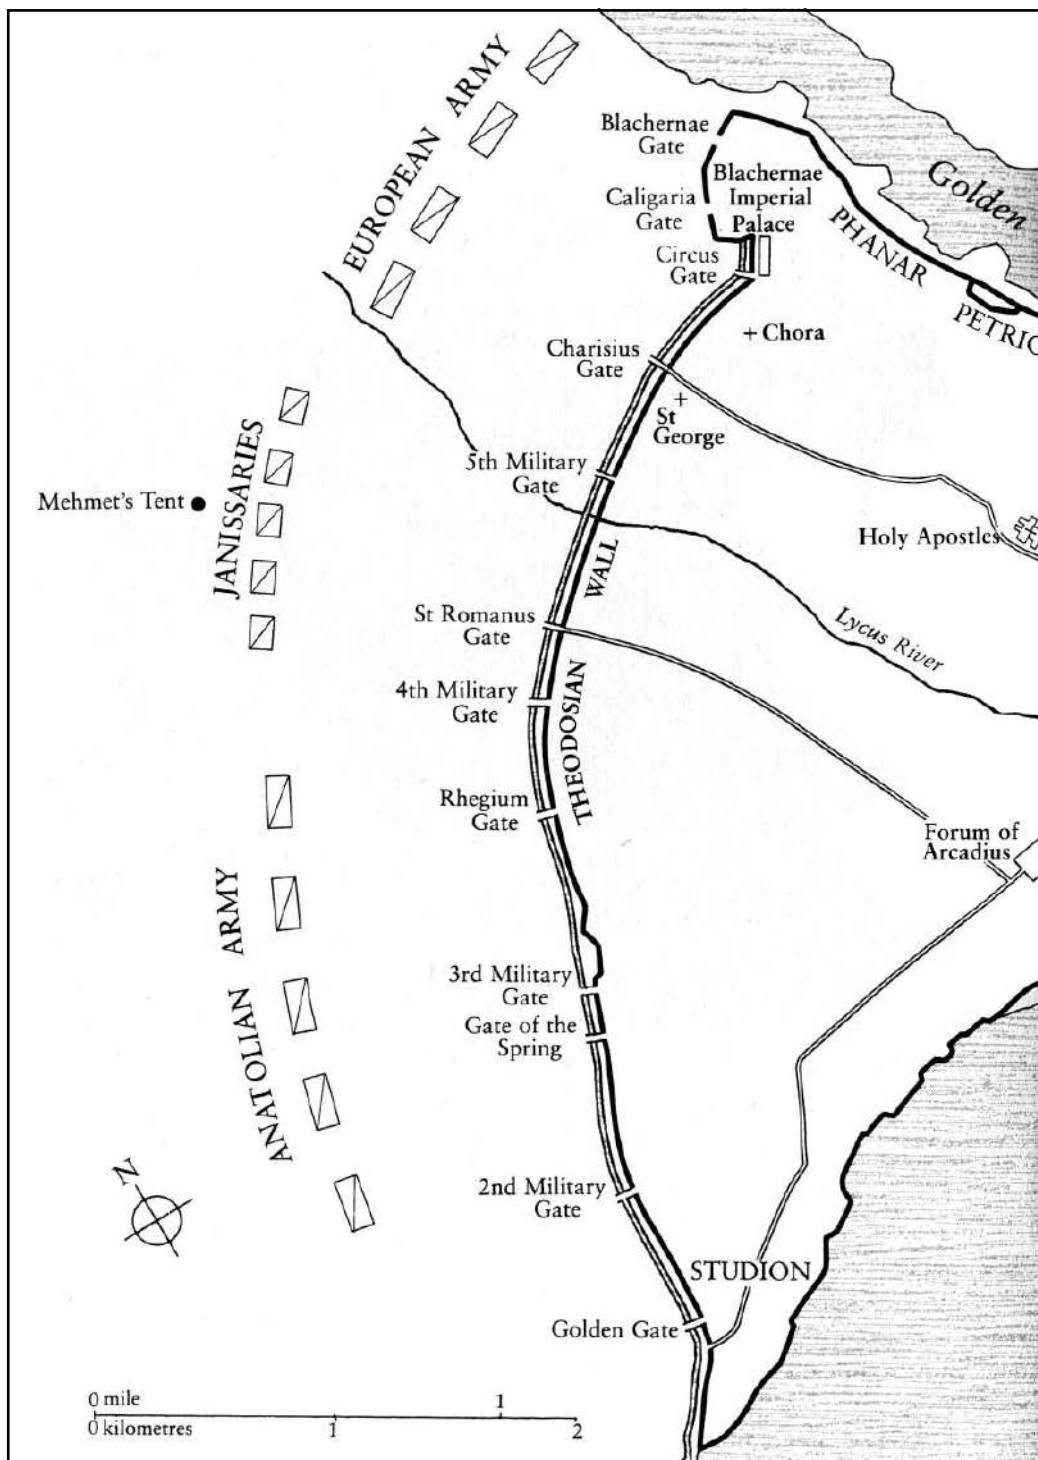 EUROPEAN ARMY
Blachernae
Gate
Blachernae
Imperial
Palace
Golden
Caligaria
Gate
PHANAR
Circus
Gate
PETRIO
+ Chora
Charisius
Gate
+
St
George
5th Military
Gate
Mehmet's Tent
JANISSARIES
Holy Apostles
WALL
St Romanus
Gate
Lycus River
4th Military
Gate
THEODOSIAN
Rhegium
Gate
Forum of
Arcadius
ANATOLIAN ARMY
3rd Military
Gate
Gate of the
Spring
N
2nd Military
Gate
STUDION
Golden Gate
0 mile 1
0 kilometres 1 2